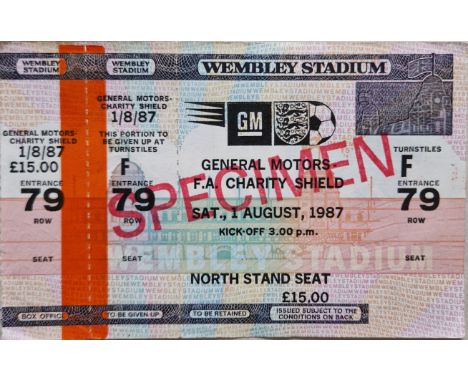 WEMBLEY STADIUM
GENERAL MOTORS-
CHARITY SHIELD
1/8/87
£15.00
ENTRANCE
79
ROW
SEAT
BOX OFFICE
WEMBLEY STADIUM
GENERAL MOTORS-
CHARITY SHIELD
1/8/87
THIS PORTION TO
BE GIVEN UP AT
TURNSTILES
F
ENTRANCE
79
ROW
SEAT
TO BE GIVEN UP
WEMBLEY STADIUM
GM
GENERAL MOTORS
F.A. CHARITY SHIELD
SAT., 1 AUGUST, 1987
KICK-OFF 3.00 p.m.
WEMBLEY STADIUM
NORTH STAND SEAT
£15.00
TO BE RETAINED
ISSUED SUBJECT TO THE
CONDITIONS ON BACK
TURNSTILES
F
ENTRANCE
79
ROW
SEAT
SPECIMEN